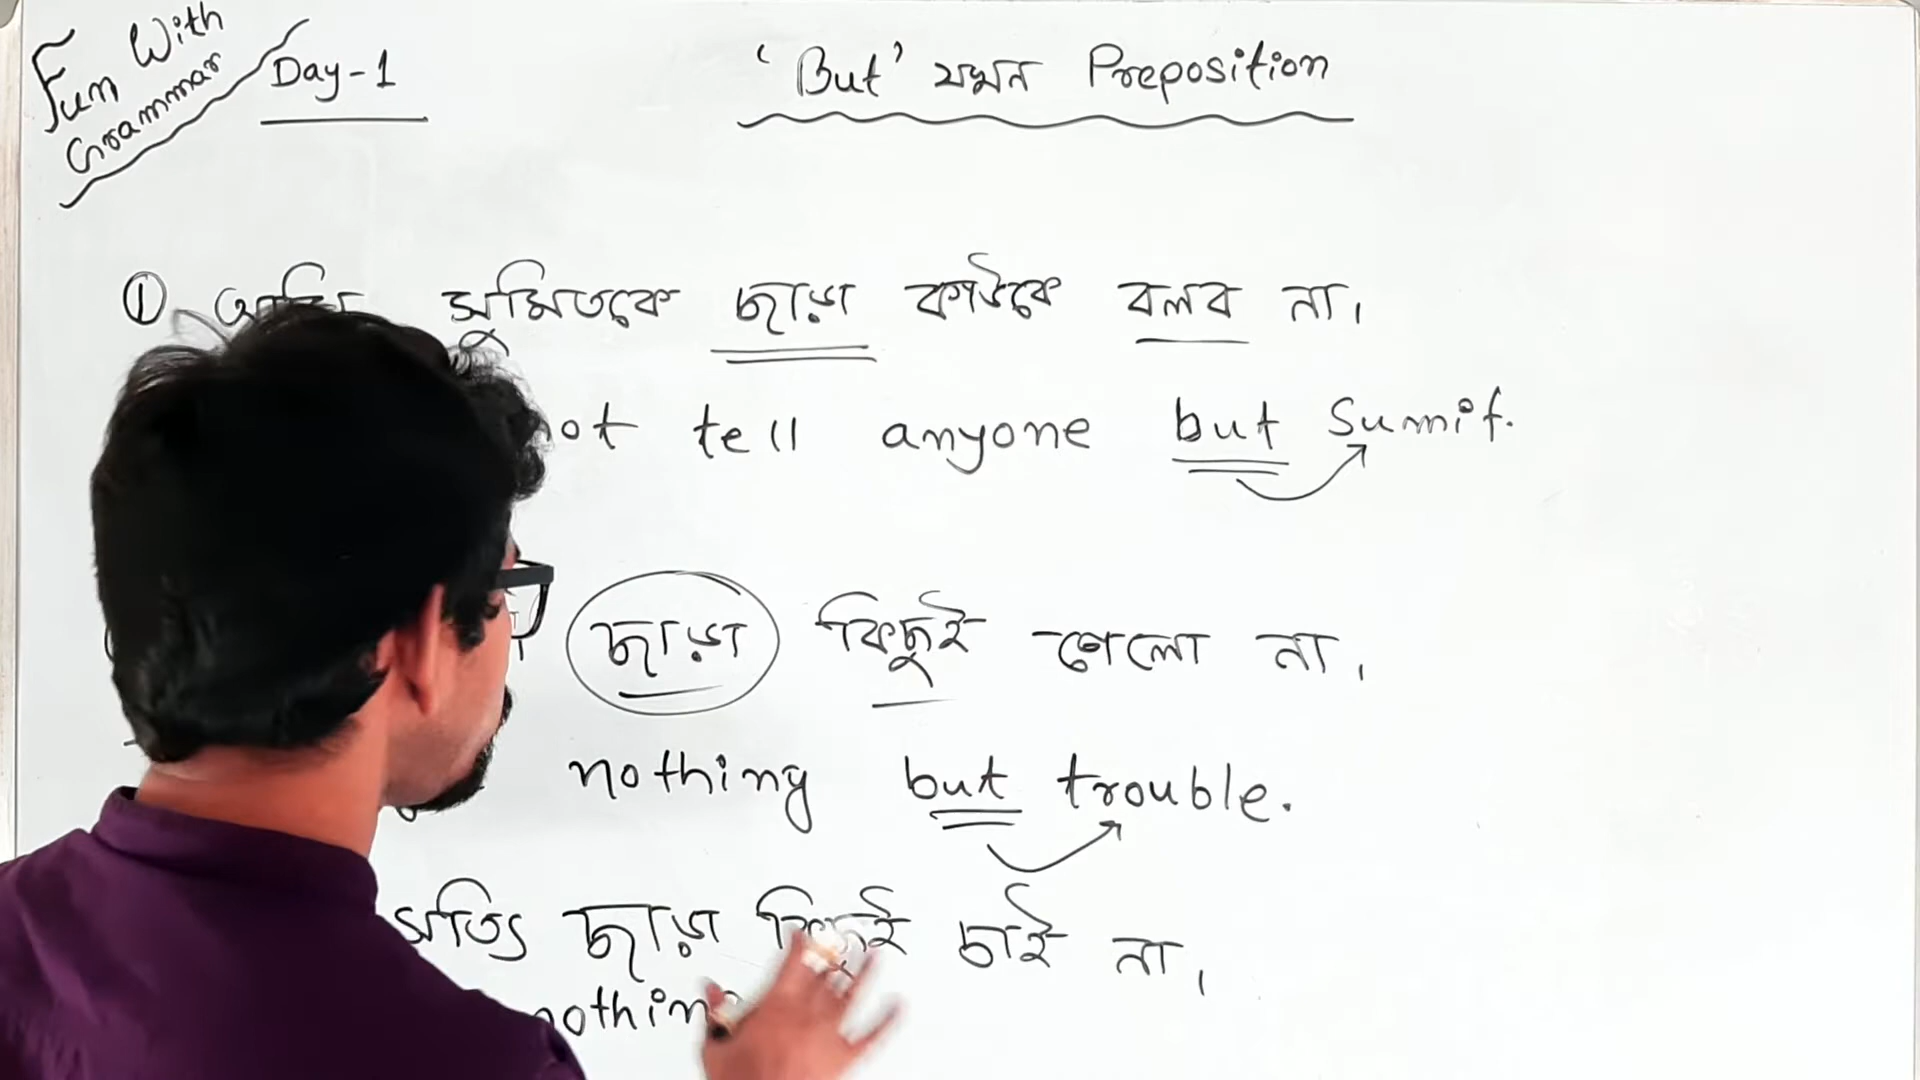 Fun With
Grammar
Day-1
'But' যখন Preposition
① আমি সুমিতকে ছাড়া কাউকে বলব না।
not tell anyone but Sumit.
ছাড়া কিছুই পেলো না।
nothing but trouble.
সত্যি ছাড়া কিছুই চাই না।
nothing